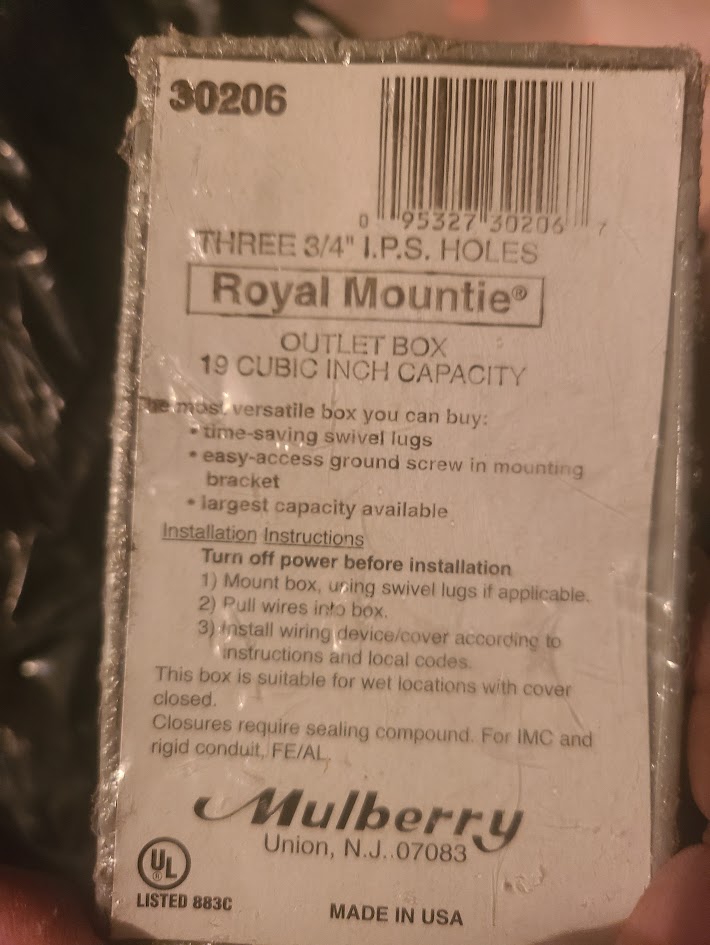 30206
0 95327 30206 7
THREE 3/4" I.P.S. HOLES
Royal Mountie®
OUTLET BOX
19 CUBIC INCH CAPACITY
The most versatile box you can buy:
• time-saving swivel lugs
• easy-access ground screw in mounting
bracket
• largest capacity available
Installation Instructions
Turn off power before installation
1) Mount box, using swivel lugs if applicable.
2) Pull wires into box.
3) Install wiring device/cover according to
instructions and local codes.
This box is suitable for wet locations with cover
closed.
Closures require sealing compound. For IMC and
rigid conduit, FE/AL.
Mulberry
Union, N.J. 07083
UL®
LISTED 883C
MADE IN USA